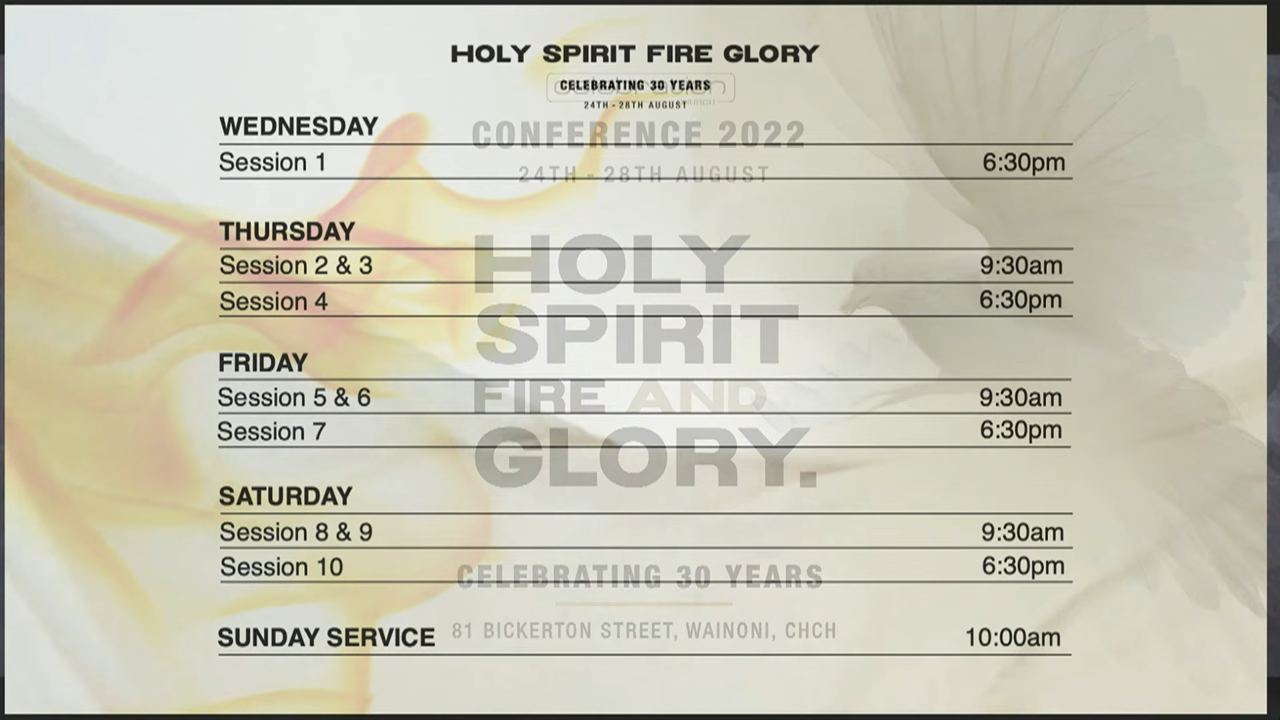 HOLY SPIRIT FIRE GLORY
CELEBRATING 30 YEARS
24TH - 28TH AUGUST
CONFERENCE 2022
24TH - 28TH AUGUST
WEDNESDAY
Session 1 6:30pm
THURSDAY
Session 2 & 3 9:30am
Session 4 6:30pm
HOLY
SPIRIT
FIRE AND
GLORY.
FRIDAY
Session 5 & 6 9:30am
Session 7 6:30pm
SATURDAY
Session 8 & 9 9:30am
Session 10 6:30pm
CELEBRATING 30 YEARS
81 BICKERTON STREET, WAINONI, CHCH
SUNDAY SERVICE 10:00am